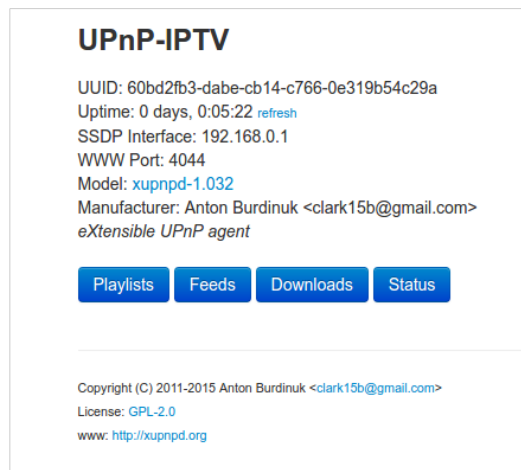 UPnP-IPTV
UUID: 60bd2fb3-dabe-cb14-c766-0e319b54c29a
Uptime: 0 days, 0:05:22 refresh
SSDP Interface: 192.168.0.1
WWW Port: 4044
Model: xupnpd-1.032
Manufacturer: Anton Burdinuk <clark15b@gmail.com>
eXtensible UPnP agent
Playlists Feeds Downloads Status
Copyright (C) 2011-2015 Anton Burdinuk <clark15b@gmail.com>
License: GPL-2.0
www: http://xupnpd.org